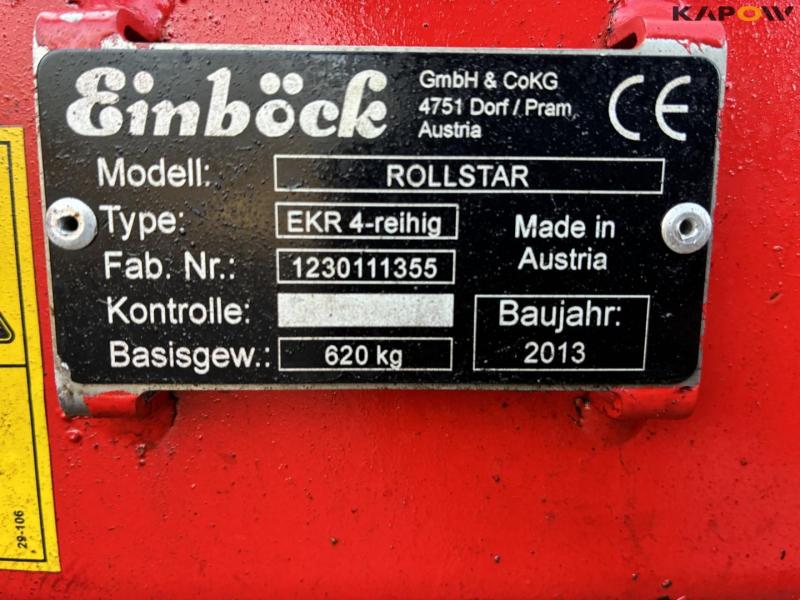 KAPOW
Einböck
GmbH & CoKG
4751 Dorf / Pram
Austria
CE
Modell: ROLLSTAR
Type: EKR 4-reihig
Made in
Austria
Fab. Nr.: 1230111355
Kontrolle:
Baujahr:
2013
Basisgew.: 620 kg
29-106